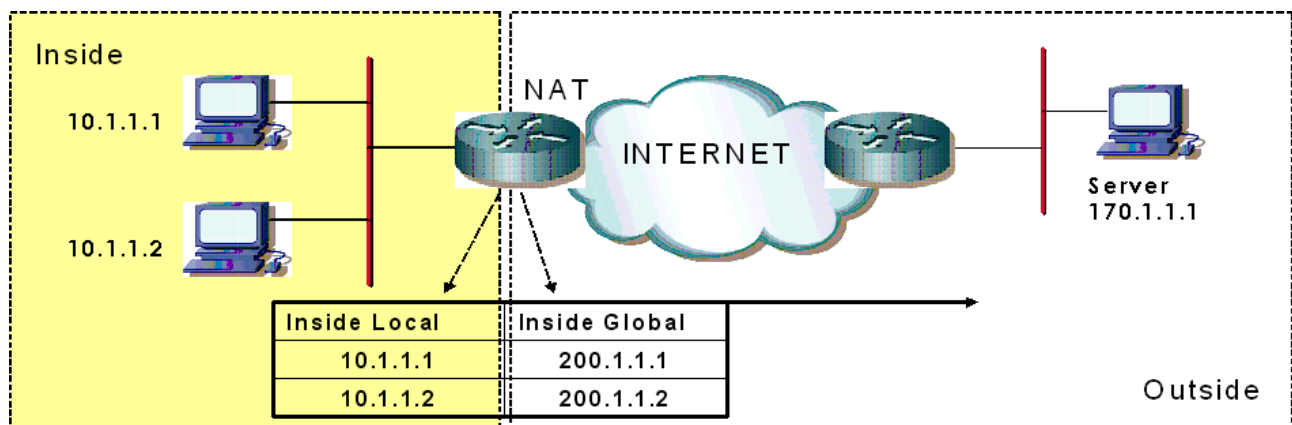 Inside
10.1.1.1
10.1.1.2
NAT
INTERNET
Server
170.1.1.1
Inside Local Inside Global
10.1.1.1 200.1.1.1
10.1.1.2 200.1.1.2
Outside